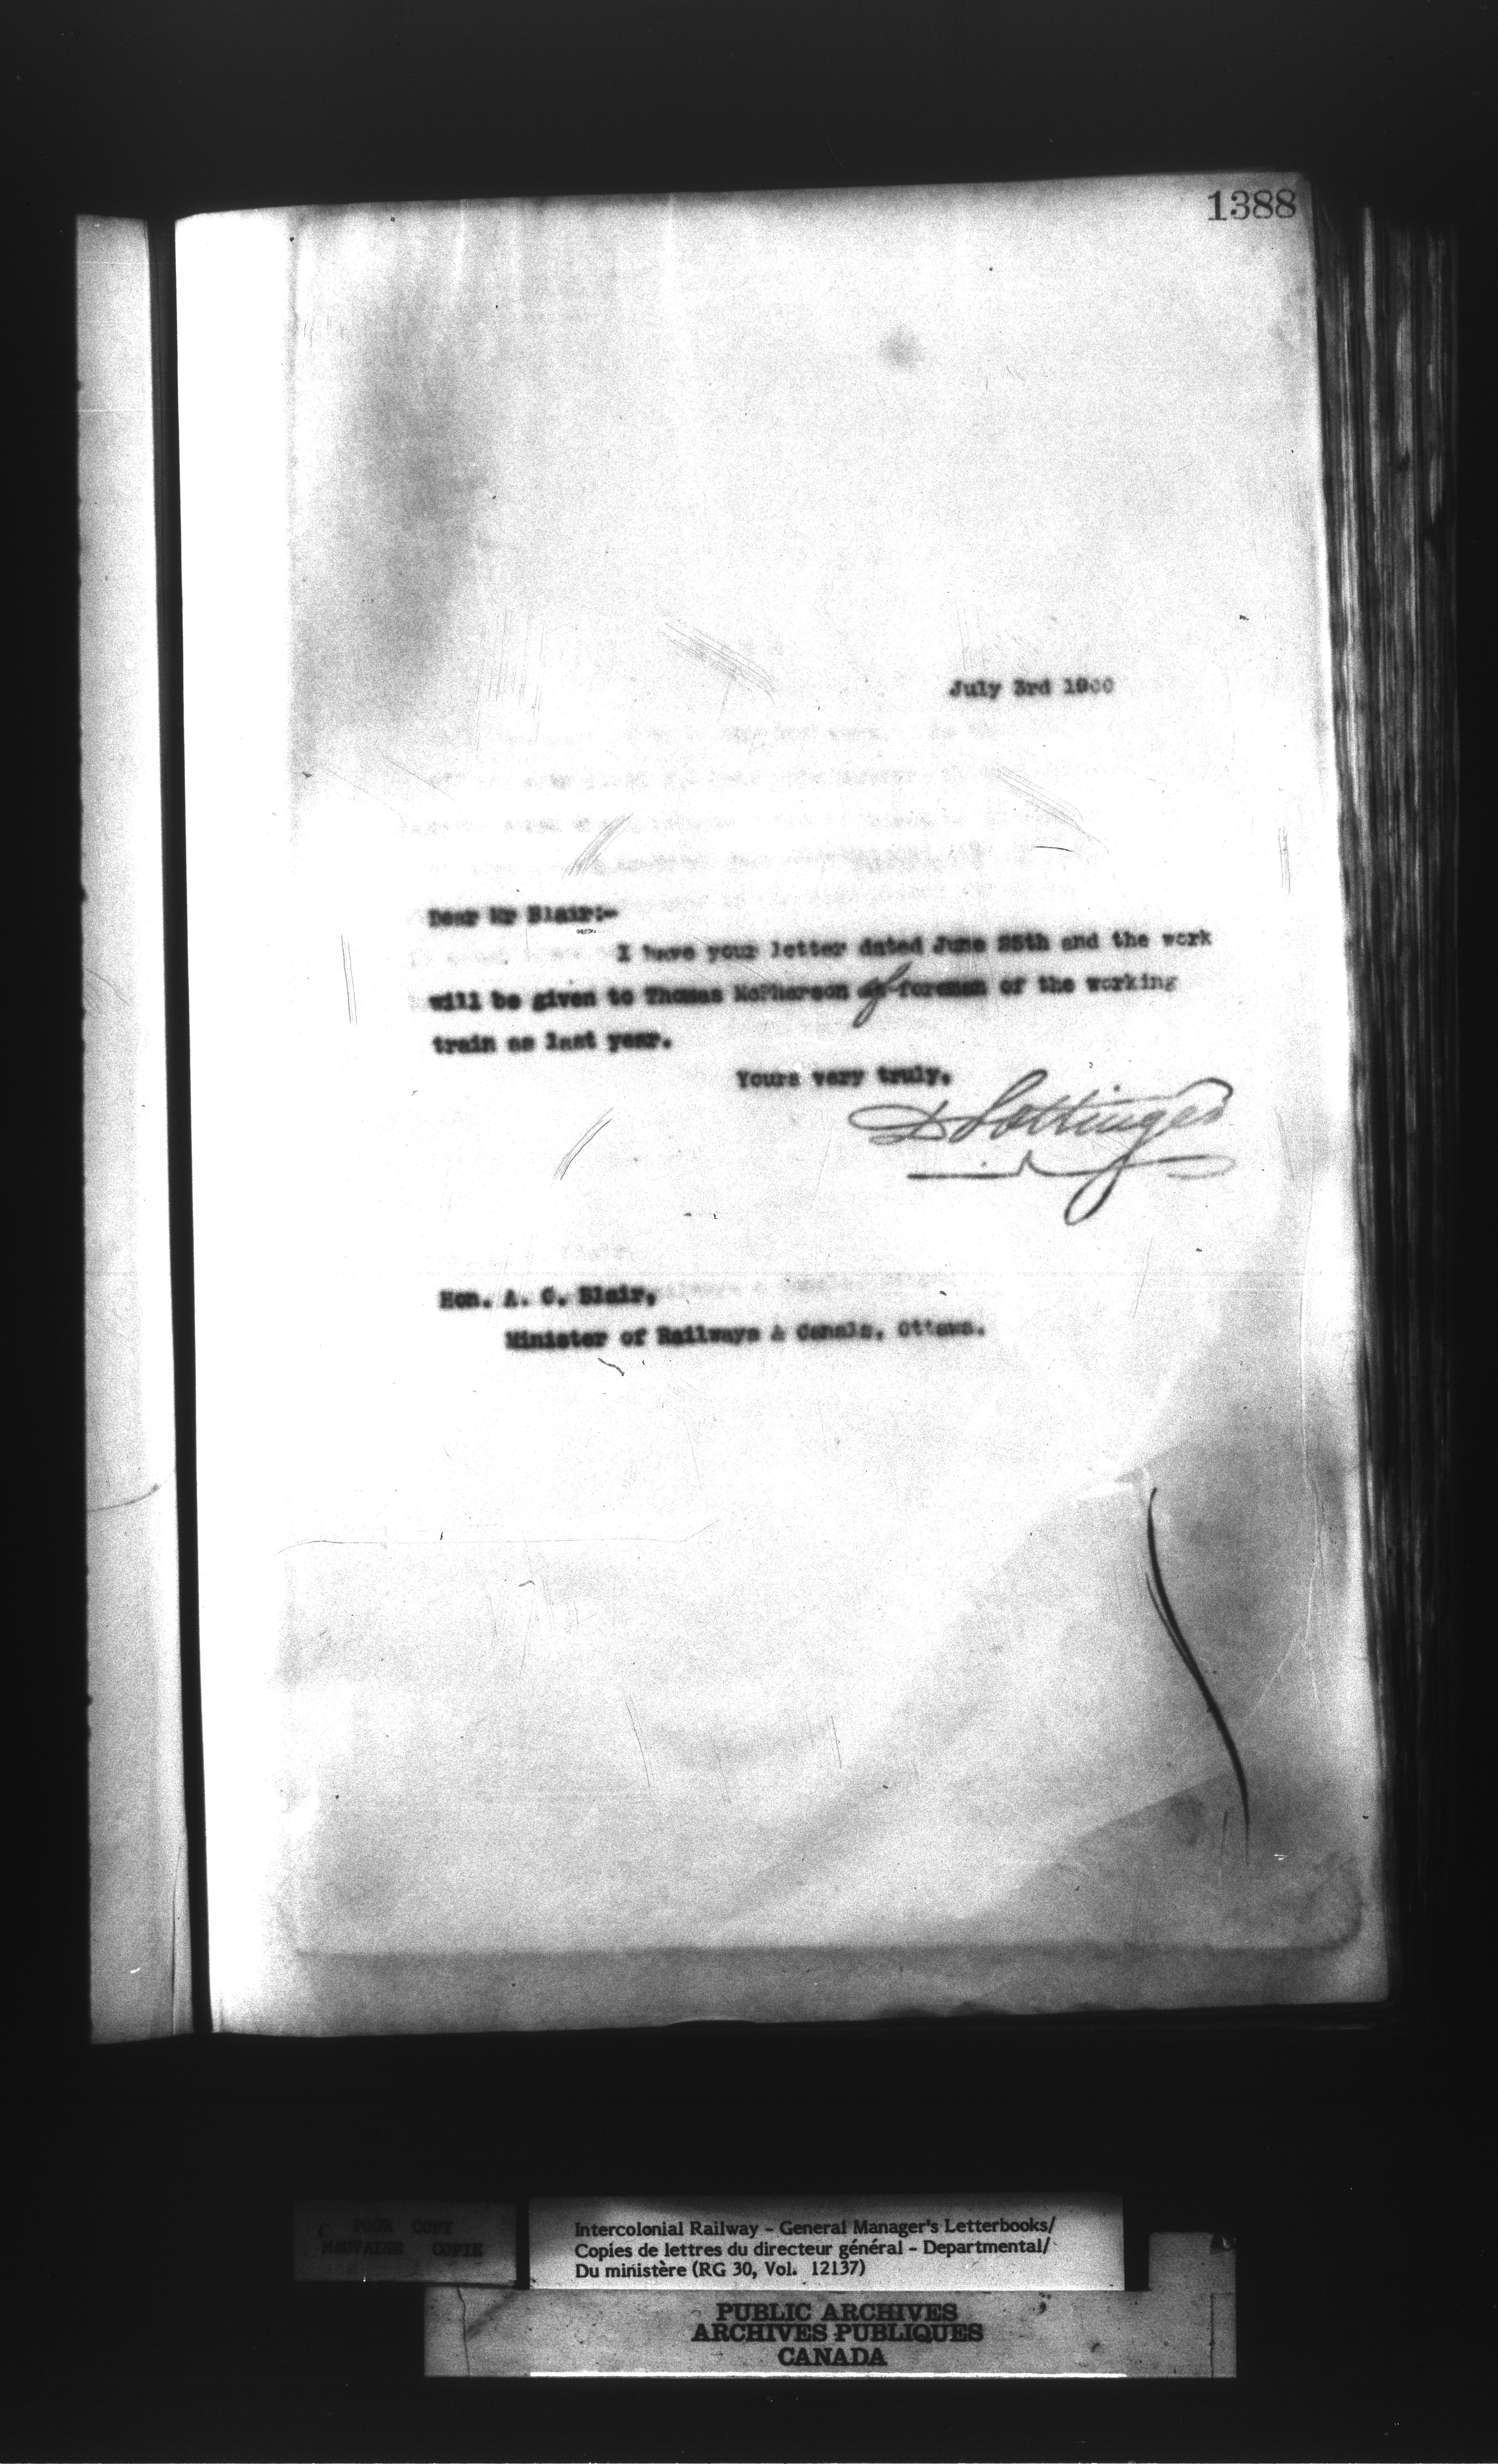 1388
July 3rd 1900
Dear Mr Blair:-
I have your letter dated June 25th and the work
will be given to Thomas McPherson as foreman of the working
train as last year.
Yours very truly,
D Pottinger
Hon. A. G. Blair,
Minister of Railways & Canals, Ottawa.
POOR COPY
MAUVAISE COPIE
Intercolonial Railway - General Manager's Letterbooks/
Copies de lettres du directeur général - Departmental/
Du ministère (RG 30, Vol. 12137)
PUBLIC ARCHIVES
ARCHIVES PUBLIQUES
CANADA